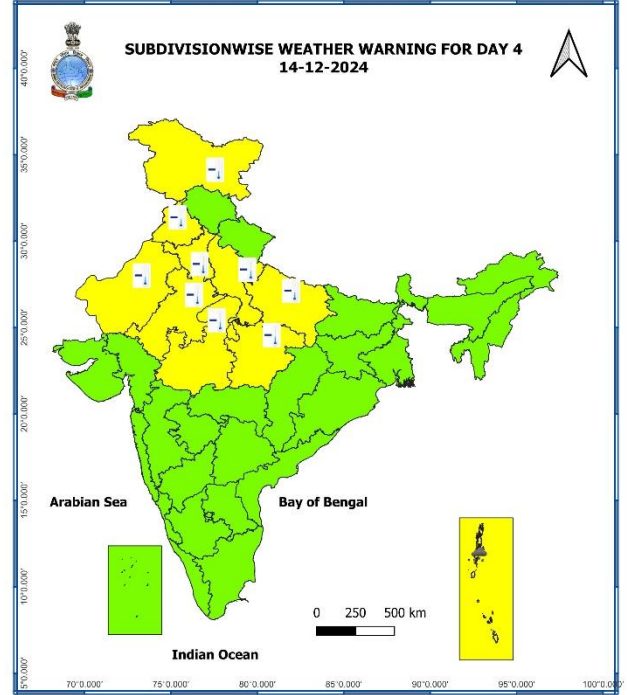 SUBDIVISIONWISE WEATHER WARNING FOR DAY 4
14-12-2024
40°0.000'
35°0.000'
30°0.000'
25°0.000'
20°0.000'
15°0.000'
10°0.000'
5°0.000'
Arabian Sea
Bay of Bengal
0 250 500 km
Indian Ocean
70°0.000' 75°0.000' 80°0.000' 85°0.000' 90°0.000' 95°0.000' 100°0.000'